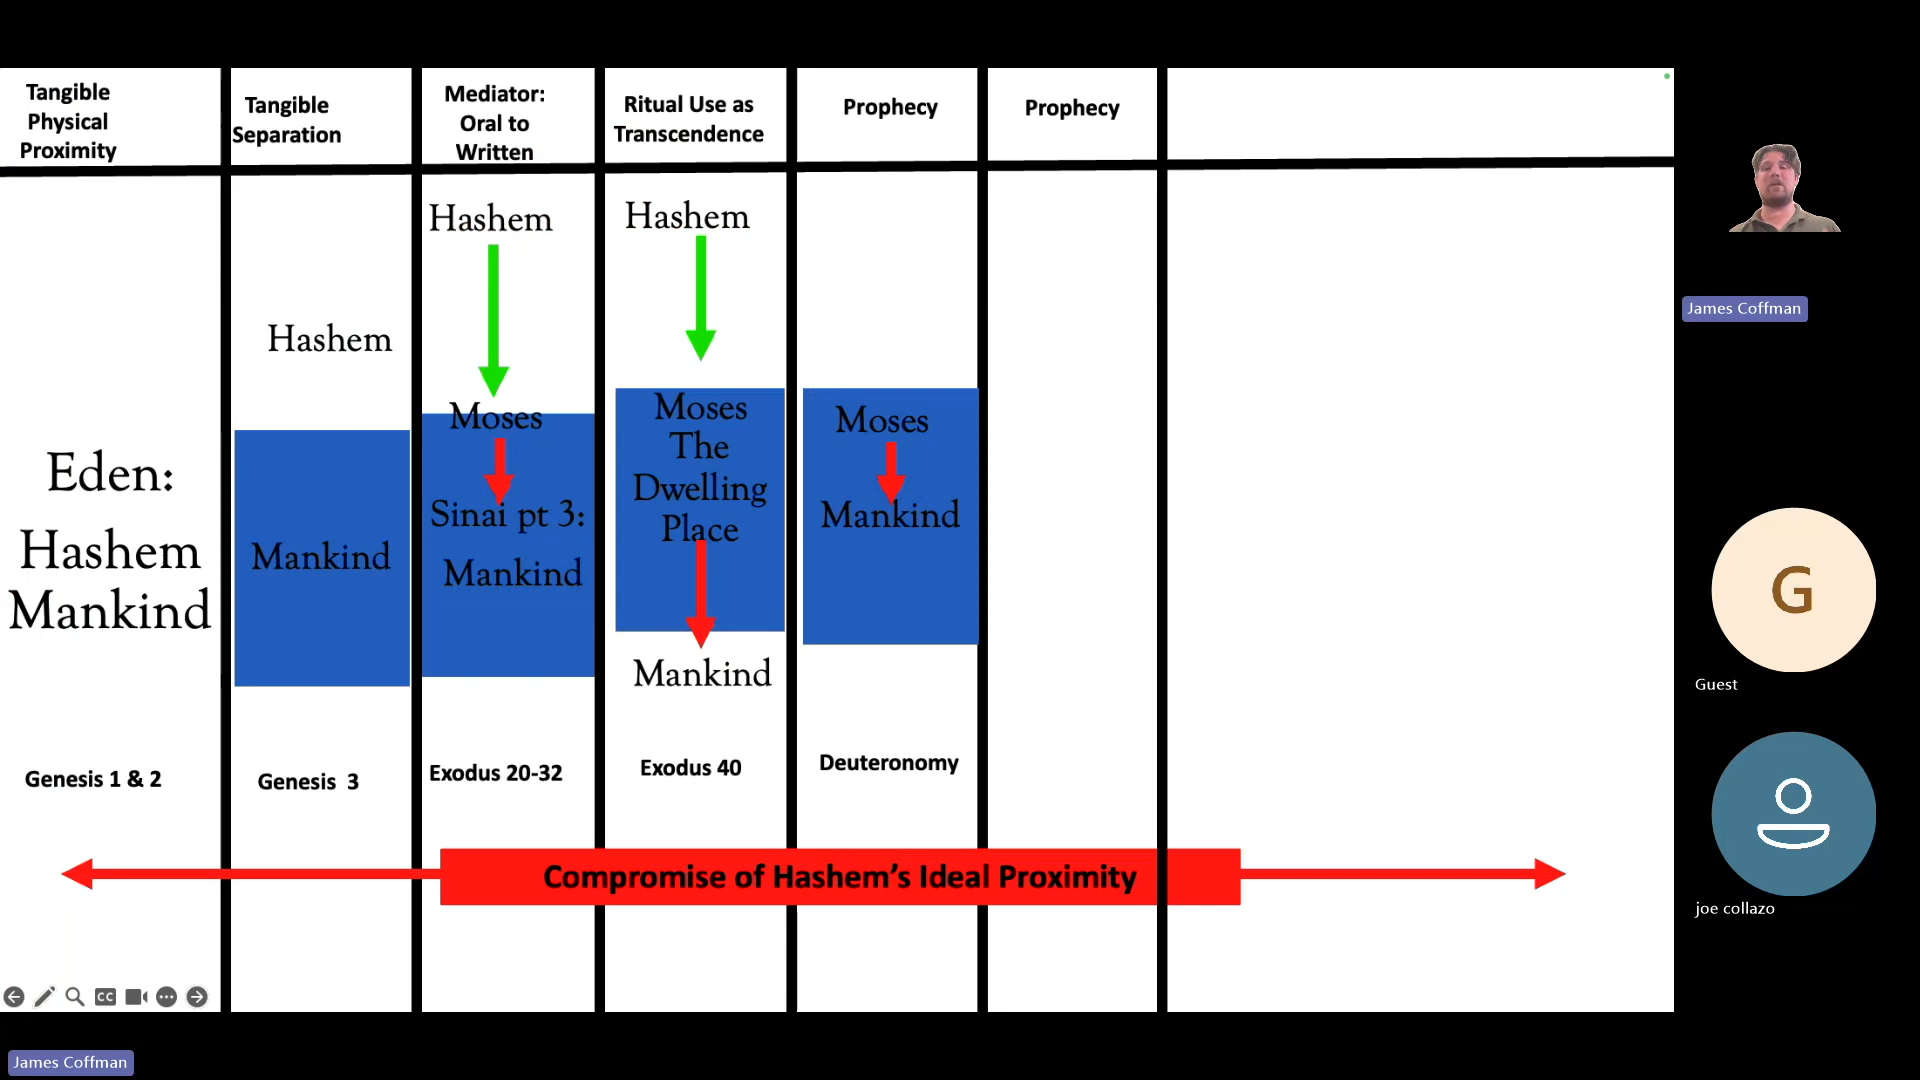 Tangible
Physical
Proximity
Tangible
Separation
Mediator:
Oral to
Written
Ritual Use as
Transcendence
Prophecy
Prophecy
Eden:
Hashem
Mankind
Genesis 1 & 2
Hashem
Mankind
Genesis 3
Hashem
Moses
Sinai pt 3:
Mankind
Exodus 20-32
Hashem
Moses
The
Dwelling
Place
Mankind
Exodus 40
Moses
Mankind
Deuteronomy
Compromise of Hashem’s Ideal Proximity
CC
James Coffman
G
Guest
joe collazo
James Coffman